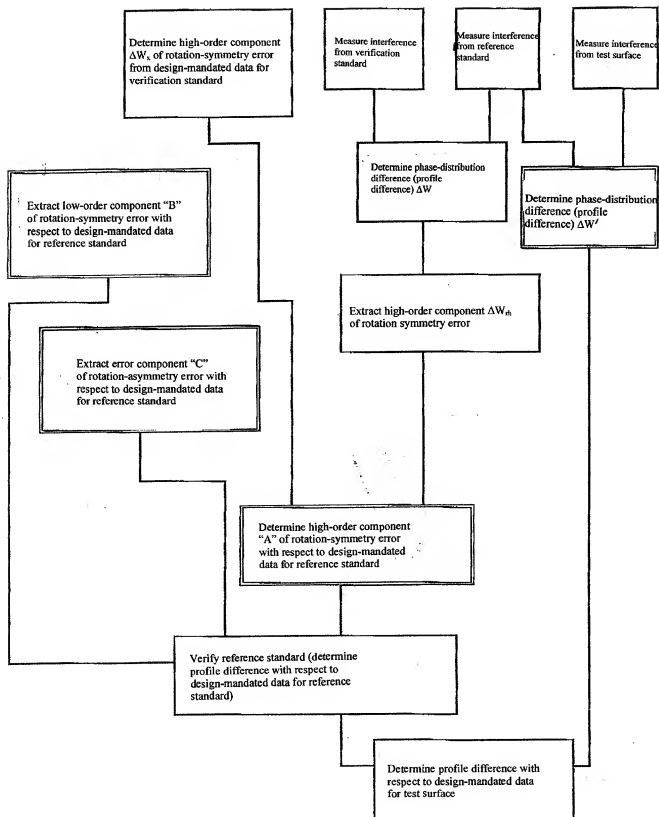 Determine high-order component
ΔWx of rotation-symmetry error
from design-mandated data for
verification standard
Measure interference
from verification
standard
Measure interference
from reference
standard
Measure interference
from test surface
Extract low-order component “B”
of rotation-symmetry error with
respect to design-mandated data
for reference standard
Determine phase-distribution
difference (profile
difference) ΔW
Determine phase-distribution
difference (profile
difference) ΔW′
Extract high-order component ΔWrh
of rotation symmetry error
Extract error component “C”
of rotation-asymmetry error with
respect to design-mandated data
for reference standard
Determine high-order component
“A” of rotation-symmetry error
with respect to design-mandated
data for reference standard
Verify reference standard (determine
profile difference with respect to
design-mandated data for reference
standard)
Determine profile difference with
respect to design-mandated data
for test surface